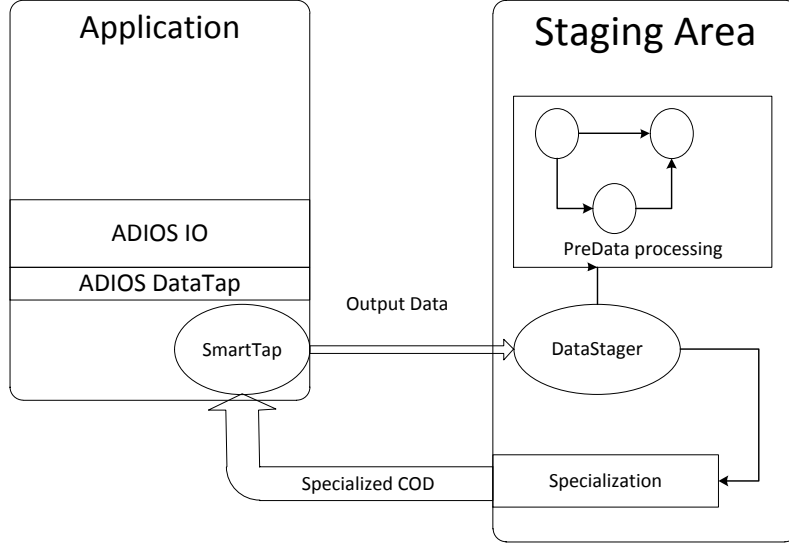 Application
Staging Area
ADIOS IO
PreData processing
ADIOS DataTap
Output Data
SmartTap
DataStager
Specialized COD
Specialization